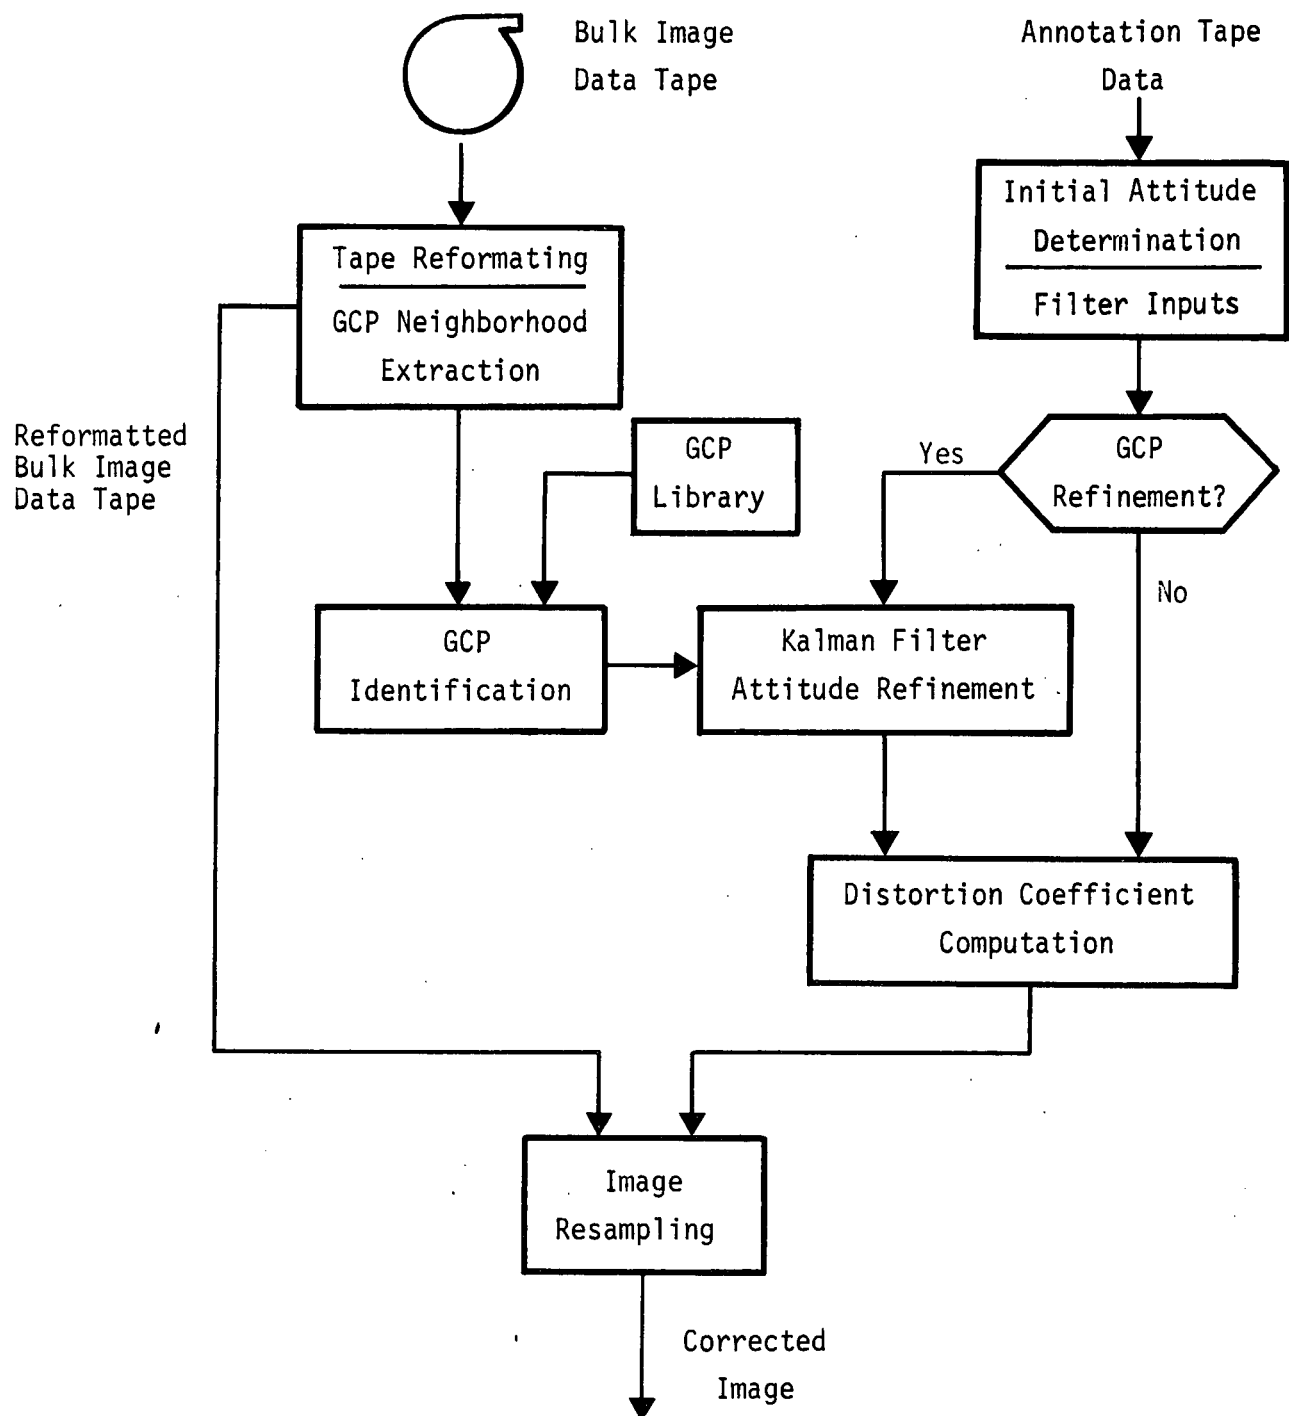 Bulk Image
Data Tape
Annotation Tape
Data
Initial Attitude
Determination
Filter Inputs
Tape Reformating
GCP Neighborhood
Extraction
Reformatted
Bulk Image
Data Tape
GCP
Library
Yes
GCP
Refinement?
No
GCP
Identification
Kalman Filter
Attitude Refinement
Distortion Coefficient
Computation
Image
Resampling
Corrected
Image